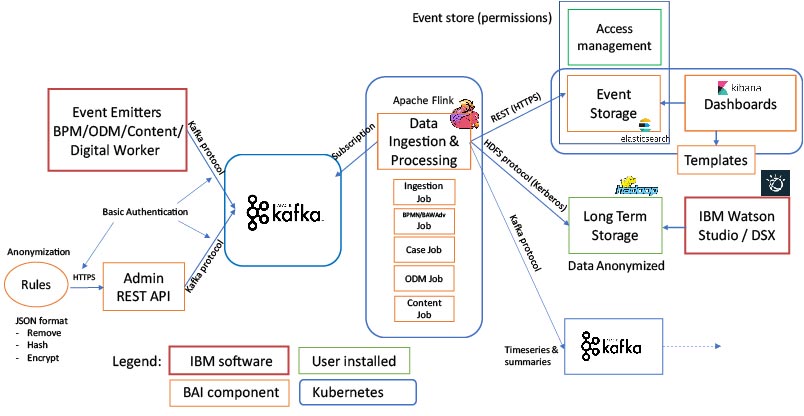 Event store (permissions)
Access
management
Apache Flink
Data
Ingestion &
Processing
Ingestion
Job
BPMN/BAWAdv
Job
Case Job
ODM Job
Content
Job
REST (HTTPS)
HDFS protocol (Kerberos)
Kafka protocol
Subscription
Event
Storage
elasticsearch
kibana
Dashboards
Templates
Event Emitters
BPM/ODM/Content/
Digital Worker
Kafka protocol
kafka
Basic Authentication
Kafka protocol
Anonymization
Rules
HTTPS
Admin
REST API
JSON format
- Remove
- Hash
- Encrypt
hadoop
Long Term
Storage
Data Anonymized
IBM Watson
Studio / DSX
Timeseries &
summaries
kafka
Legend:
IBM software
User installed
BAI component
Kubernetes